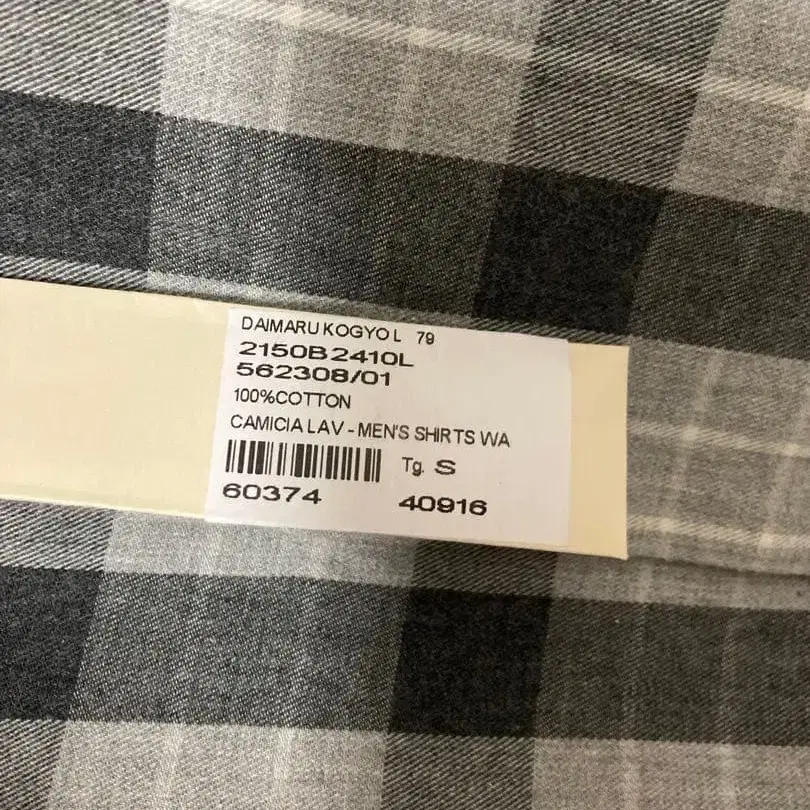 DAIMARU KOGYO L 79
2150B2410L
562308/01
100%COTTON
CAMICIA LAV - MEN'S SHIRTS WA
Tg. S
60374
40916